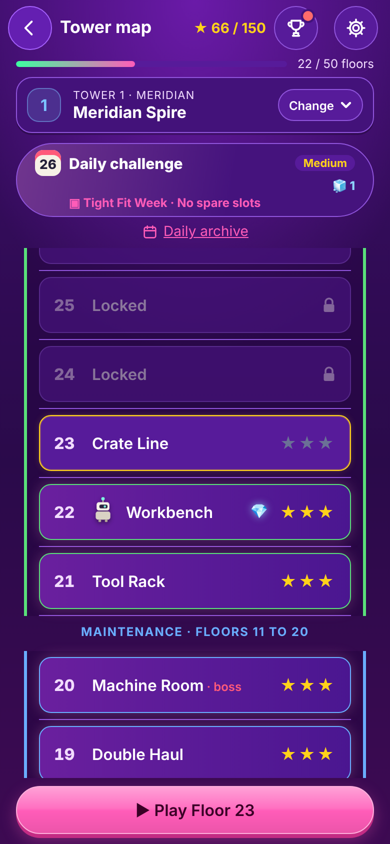 Tower map
★ 66 / 150
22 / 50 floors
1
TOWER 1 · MERIDIAN
Meridian Spire
Change
26
Daily challenge
Medium
1
Tight Fit Week · No spare slots
Daily archive
25 Locked
24 Locked
23 Crate Line ★★★
22 Workbench ★★★
21 Tool Rack ★★★
MAINTENANCE · FLOORS 11 TO 20
20 Machine Room · boss ★★★
19 Double Haul ★★★
▶ Play Floor 23